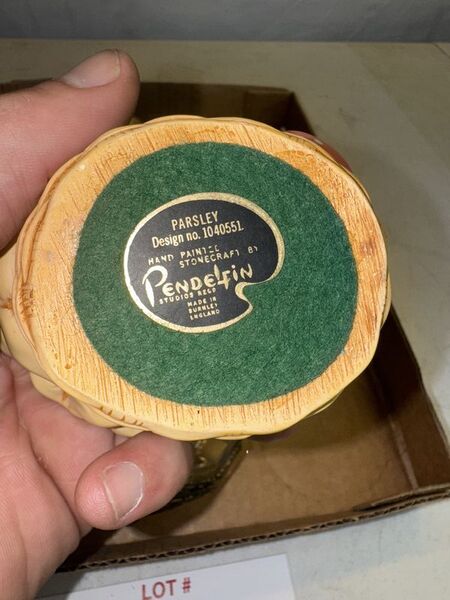 PARSLEY
Design no. 1040551
HAND PAINTED
STONECRAFT BY
PENDELFIN
STUDIOS REGD
MADE IN
BURNLEY
ENGLAND
LOT #